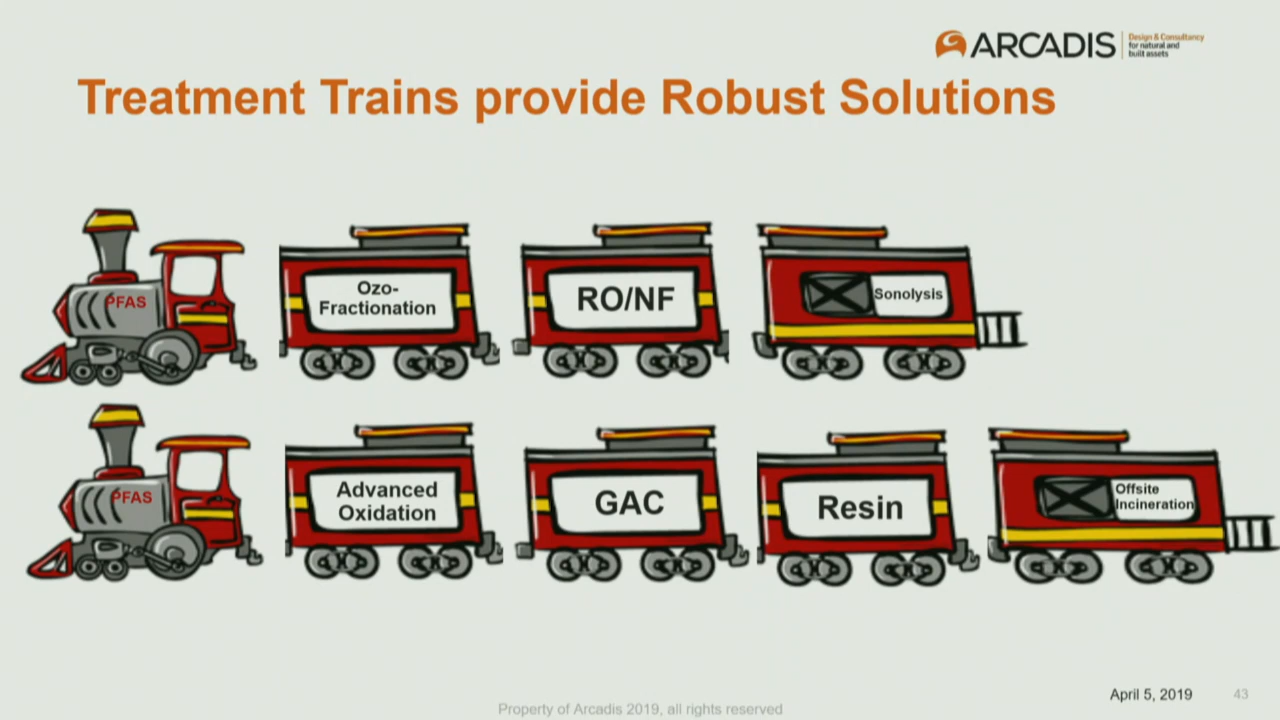 ARCADIS
Design & Consultancy
for natural and
built assets
Treatment Trains provide Robust Solutions
PFAS
Ozo-
Fractionation
RO/NF
Sonolysis
PFAS
Advanced
Oxidation
GAC
Resin
Offsite
Incineration
April 5, 2019
43
Property of Arcadis 2019, all rights reserved